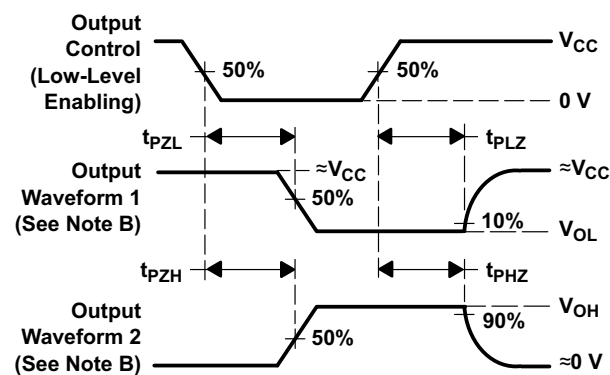 Output
Control
(Low-Level
Enabling)
50%
50%
VCC
0 V
tPZL
tPLZ
Output
Waveform 1
(See Note B)
≈VCC
50%
≈VCC
10%
VOL
tPZH
tPHZ
Output
Waveform 2
(See Note B)
50%
VOH
90%
≈0 V